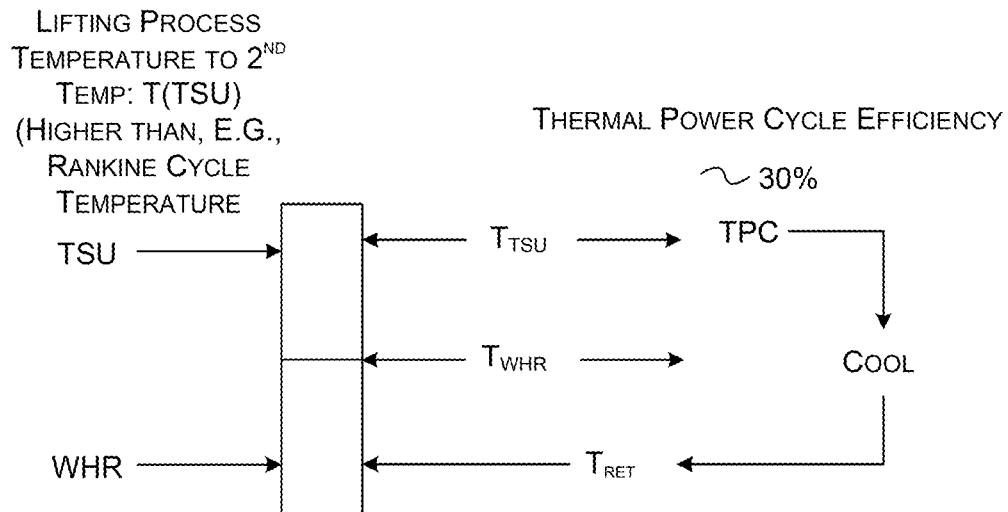 LIFTING PROCESS
TEMPERATURE TO 2ND
TEMP: T(TSU)
(HIGHER THAN, E.G.,
RANKINE CYCLE
TEMPERATURE
THERMAL POWER CYCLE EFFICIENCY
~ 30%
TSU
TTSU
TPC
TWHR
COOL
WHR
TRET